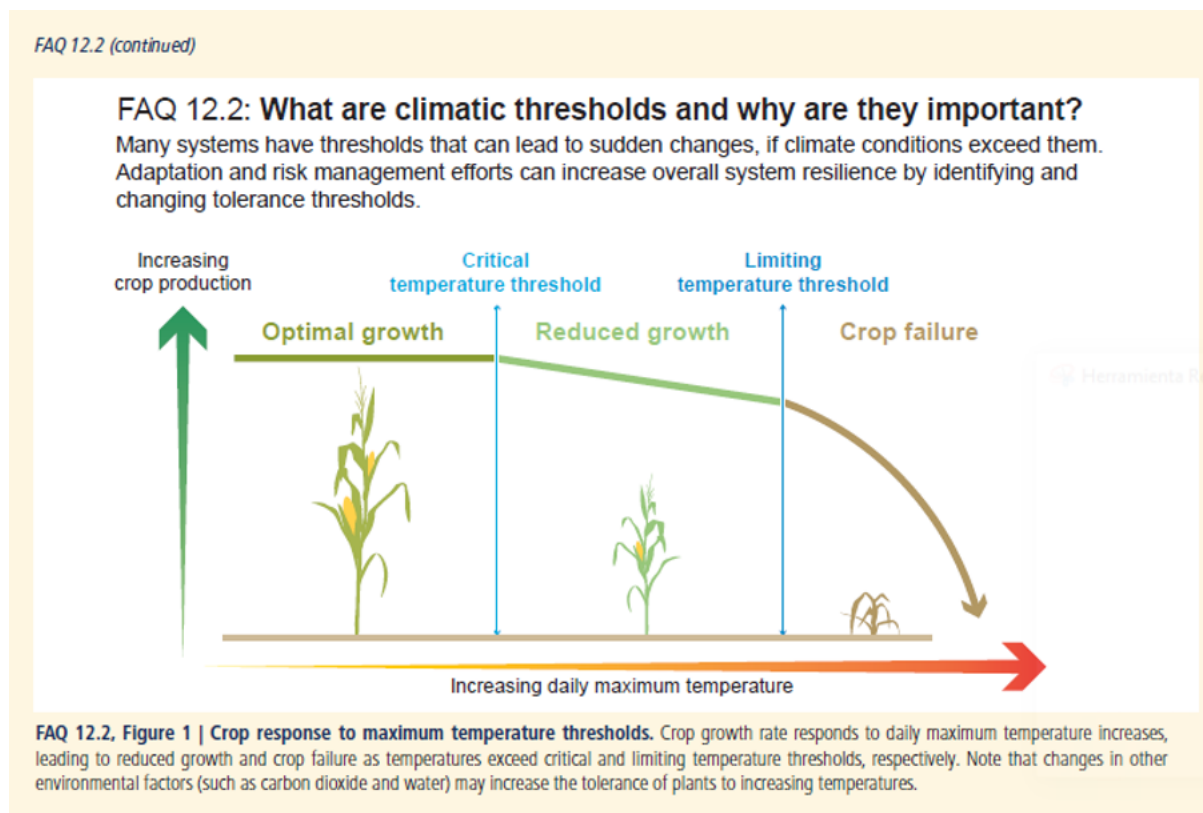 FAQ 12.2 (continued)
FAQ 12.2: What are climatic thresholds and why are they important?
Many systems have thresholds that can lead to sudden changes, if climate conditions exceed them.
Adaptation and risk management efforts can increase overall system resilience by identifying and
changing tolerance thresholds.
Increasing
crop production
Critical
temperature threshold
Limiting
temperature threshold
Optimal growth
Reduced growth
Crop failure
Herramienta
Increasing daily maximum temperature
FAQ 12.2, Figure 1 | Crop response to maximum temperature thresholds. Crop growth rate responds to daily maximum temperature increases,
leading to reduced growth and crop failure as temperatures exceed critical and limiting temperature thresholds, respectively. Note that changes in other
environmental factors (such as carbon dioxide and water) may increase the tolerance of plants to increasing temperatures.